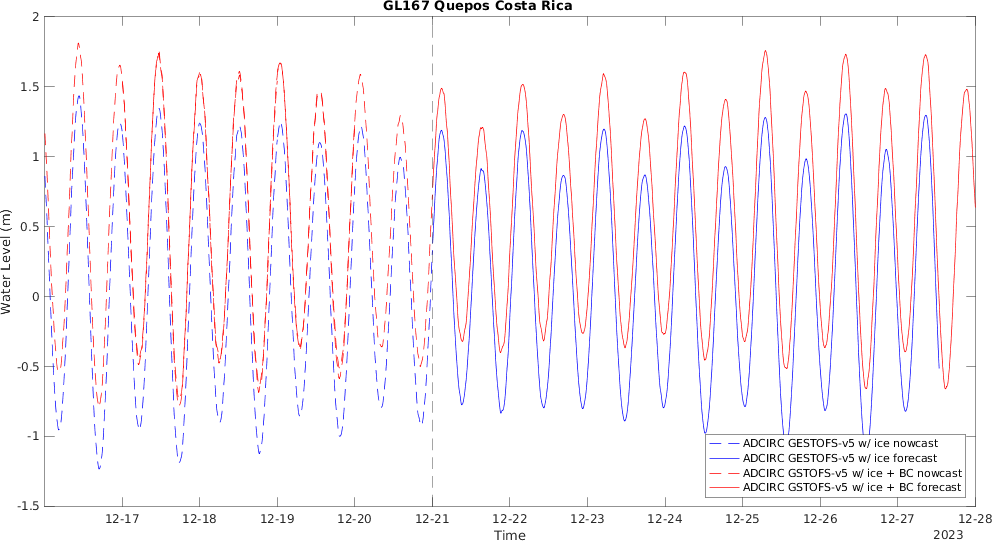 GL167 Quepos Costa Rica
2
1.5
1
0.5
0
-0.5
-1
-1.5
Water Level (m)
ADCIRC GESTOFS-v5 w/ ice nowcast
ADCIRC GESTOFS-v5 w/ ice forecast
ADCIRC GSTOFS-v5 w/ ice + BC nowcast
ADCIRC GSTOFS-v5 w/ ice + BC forecast
12-17 12-18 12-19 12-20 12-21 12-22 12-23 12-24 12-25 12-26 12-27 12-28
Time
2023